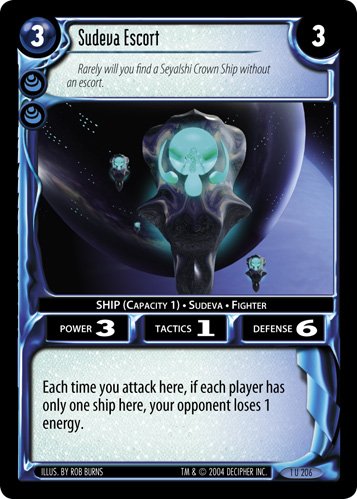 3 Sudeva Escort 3
Rarely will you find a Seyalshi Crown Ship without
an escort.
SHIP (CAPACITY 1) • SUDEVA • FIGHTER
POWER 3 TACTICS 1 DEFENSE 6
Each time you attack here, if each player has
only one ship here, your opponent loses 1
energy.
ILLUS. BY ROB BURNS TM & © 2004 DECIPHER INC. 1 U 206